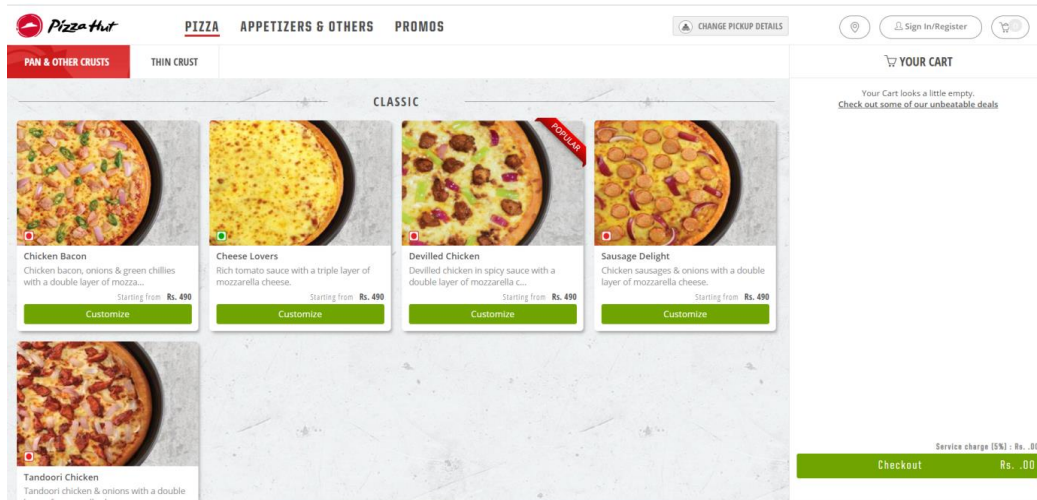 Pizza Hut
PIZZA
APPETIZERS & OTHERS
PROMOS
CHANGE PICKUP DETAILS
Sign In/Register
PAN & OTHER CRUSTS
THIN CRUST
YOUR CART
Your Cart looks a little empty.
Check out some of our unbeatable deals
CLASSIC
Chicken Bacon
Chicken bacon, onions & green chillies
with a double layer of mozza...
Starting from Rs. 490
Customize
Cheese Lovers
Rich tomato sauce with a triple layer of
mozzarella cheese.
Starting from Rs. 490
Customize
POPULAR
Devilled Chicken
Devilled chicken in spicy sauce with a
double layer of mozzarella c...
Starting from Rs. 490
Customize
Sausage Delight
Chicken sausages & onions with a double
layer of mozzarella cheese.
Starting from Rs. 490
Customize
Tandoori Chicken
Tandoori chicken & onions with a double
Service charge (5%) : Rs. .00
Checkout Rs. .00